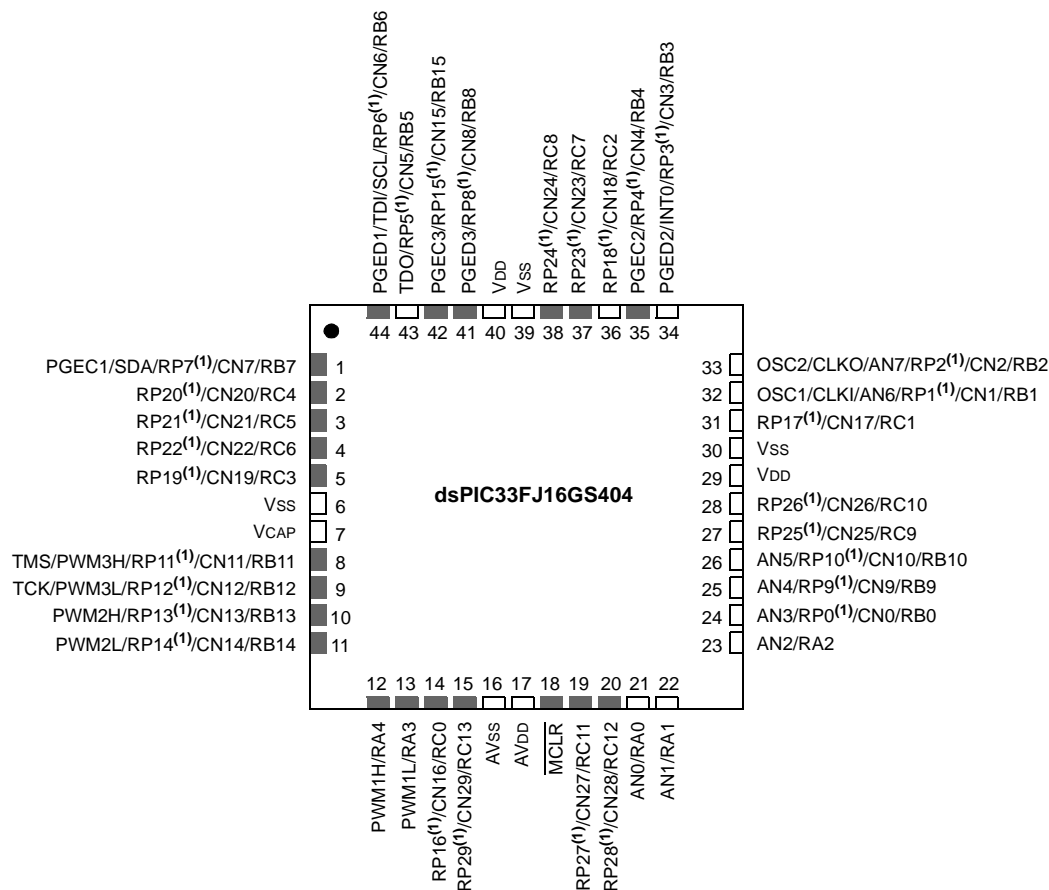 PGED1/TDI/SCL/RP6(1)/CN6/RB6
TDO/RP5(1)/CN5/RB5
PGEC3/RP15(1)/CN15/RB15
PGED3/RP8(1)/CN8/RB8
VDD
VSS
RP24(1)/CN24/RC8
RP23(1)/CN23/RC7
RP18(1)/CN18/RC2
PGEC2/RP4(1)/CN4/RB4
PGED2/INT0/RP3(1)/CN3/RB3
44 43 42 41 40 39 38 37 36 35 34
PGEC1/SDA/RP7(1)/CN7/RB7 1
RP20(1)/CN20/RC4 2
RP21(1)/CN21/RC5 3
RP22(1)/CN22/RC6 4
RP19(1)/CN19/RC3 5
VSS 6
VCAP 7
TMS/PWM3H/RP11(1)/CN11/RB11 8
TCK/PWM3L/RP12(1)/CN12/RB12 9
PWM2H/RP13(1)/CN13/RB13 10
PWM2L/RP14(1)/CN14/RB14 11
dsPIC33FJ16GS404
33 OSC2/CLKO/AN7/RP2(1)/CN2/RB2
32 OSC1/CLKI/AN6/RP1(1)/CN1/RB1
31 RP17(1)/CN17/RC1
30 VSS
29 VDD
28 RP26(1)/CN26/RC10
27 RP25(1)/CN25/RC9
26 AN5/RP10(1)/CN10/RB10
25 AN4/RP9(1)/CN9/RB9
24 AN3/RP0(1)/CN0/RB0
23 AN2/RA2
12 13 14 15 16 17 18 19 20 21 22
PWM1H/RA4
PWM1L/RA3
RP16(1)/CN16/RC0
RP29(1)/CN29/RC13
AVSS
AVDD
MCLR
RP27(1)/CN27/RC11
RP28(1)/CN28/RC12
AN0/RA0
AN1/RA1